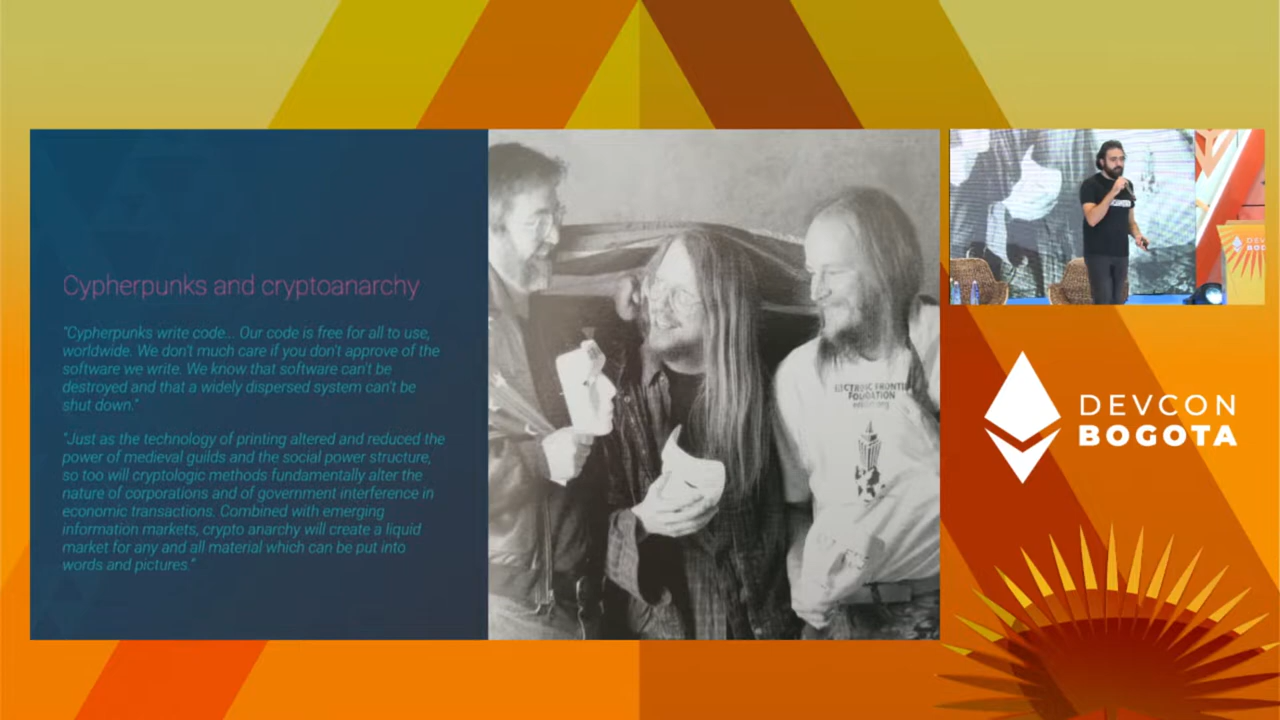 Cypherpunks and cryptoanarchy
"Cypherpunks write code... Our code is free for all to use,
worldwide. We don't much care if you don't approve of the
software we write. We know that software can't be
destroyed and that a widely dispersed system can't be
shut down."
"Just as the technology of printing altered and reduced the
power of medieval guilds and the social power structure,
so too will cryptologic methods fundamentally alter the
nature of corporations and of government interference in
economic transactions. Combined with emerging
information markets, crypto anarchy will create a liquid
market for any and all material which can be put into
words and pictures."
ELECTRONIC FRONTIER
FOUNDATION
DEVCON
BOGOTA